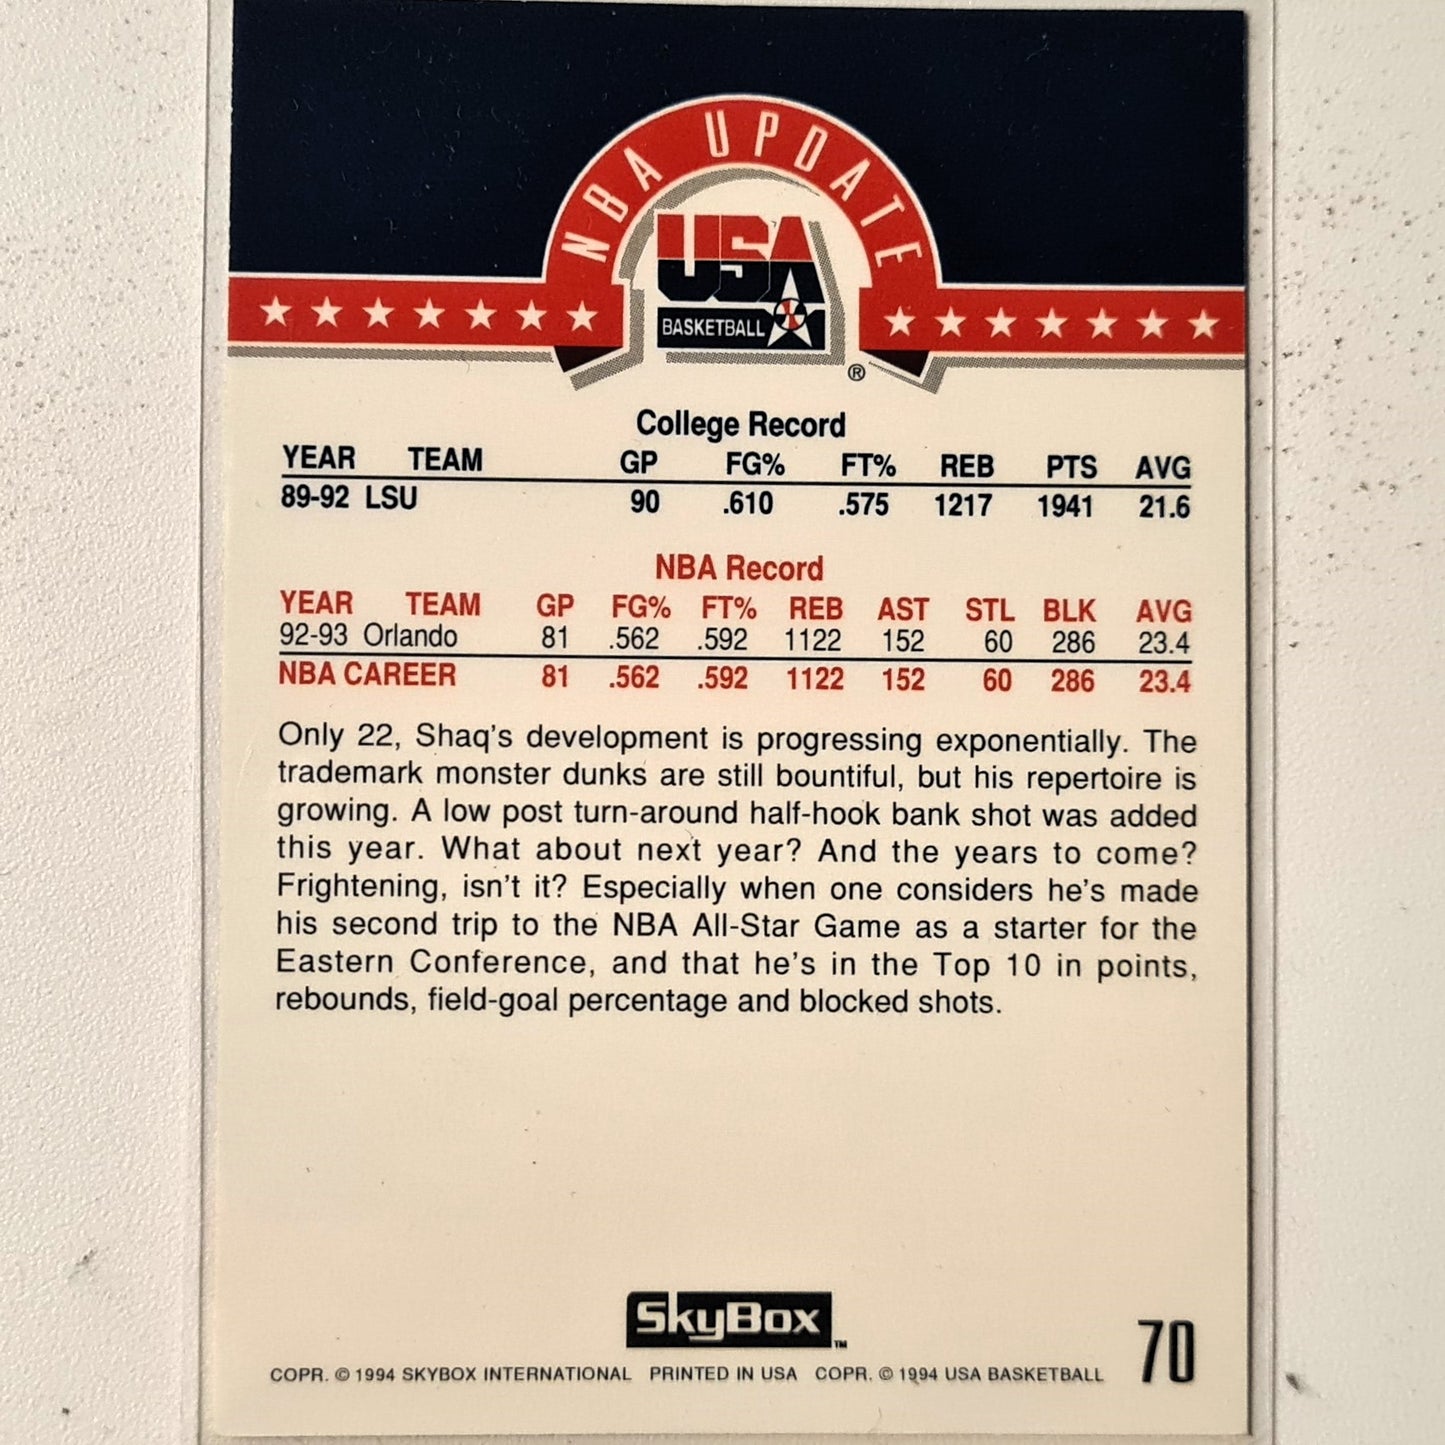 NBA UPDATE
USA
BASKETBALL
®
College Record
YEAR TEAM GP FG% FT% REB PTS AVG
89-92 LSU 90 .610 .575 1217 1941 21.6
NBA Record
YEAR TEAM GP FG% FT% REB AST STL BLK AVG
92-93 Orlando 81 .562 .592 1122 152 60 286 23.4
NBA CAREER 81 .562 .592 1122 152 60 286 23.4
Only 22, Shaq's development is progressing exponentially. The
trademark monster dunks are still bountiful, but his repertoire is
growing. A low post turn-around half-hook bank shot was added
this year. What about next year? And the years to come?
Frightening, isn't it? Especially when one considers he's made
his second trip to the NBA All-Star Game as a starter for the
Eastern Conference, and that he's in the Top 10 in points,
rebounds, field-goal percentage and blocked shots.
SkyBox ™
70
COPR. © 1994 SKYBOX INTERNATIONAL PRINTED IN USA COPR. © 1994 USA BASKETBALL